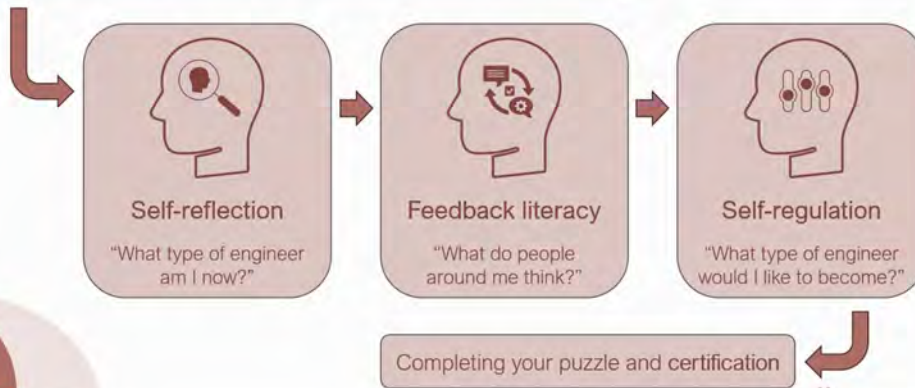 Self-reflection
“What type of engineer
am I now?”
Feedback literacy
“What do people
around me think?”
Self-regulation
“What type of engineer
would I like to become?”
Completing your puzzle and certification